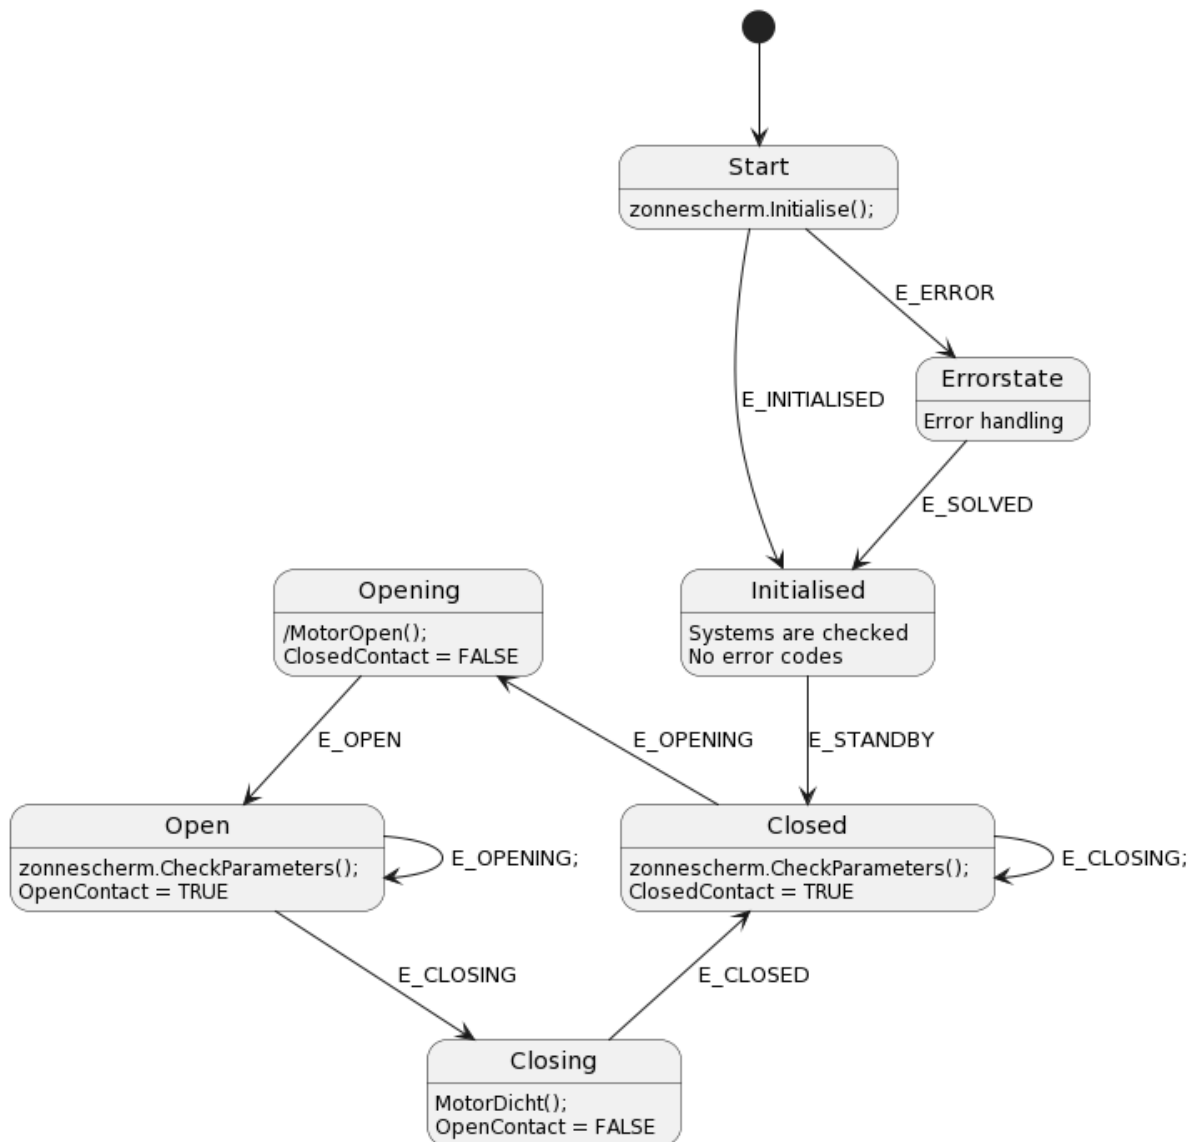 Start
zonnescherm.Initialise();
E_ERROR
Errorstate
Error handling
E_INITIALISED
E_SOLVED
Opening
/MotorOpen();
ClosedContact = FALSE
Initialised
Systems are checked
No error codes
E_OPEN
E_OPENING
E_STANDBY
Open
zonnescherm.CheckParameters();
OpenContact = TRUE
E_OPENING;
Closed
zonnescherm.CheckParameters();
ClosedContact = TRUE
E_CLOSING;
E_CLOSING
E_CLOSED
Closing
MotorDicht();
OpenContact = FALSE